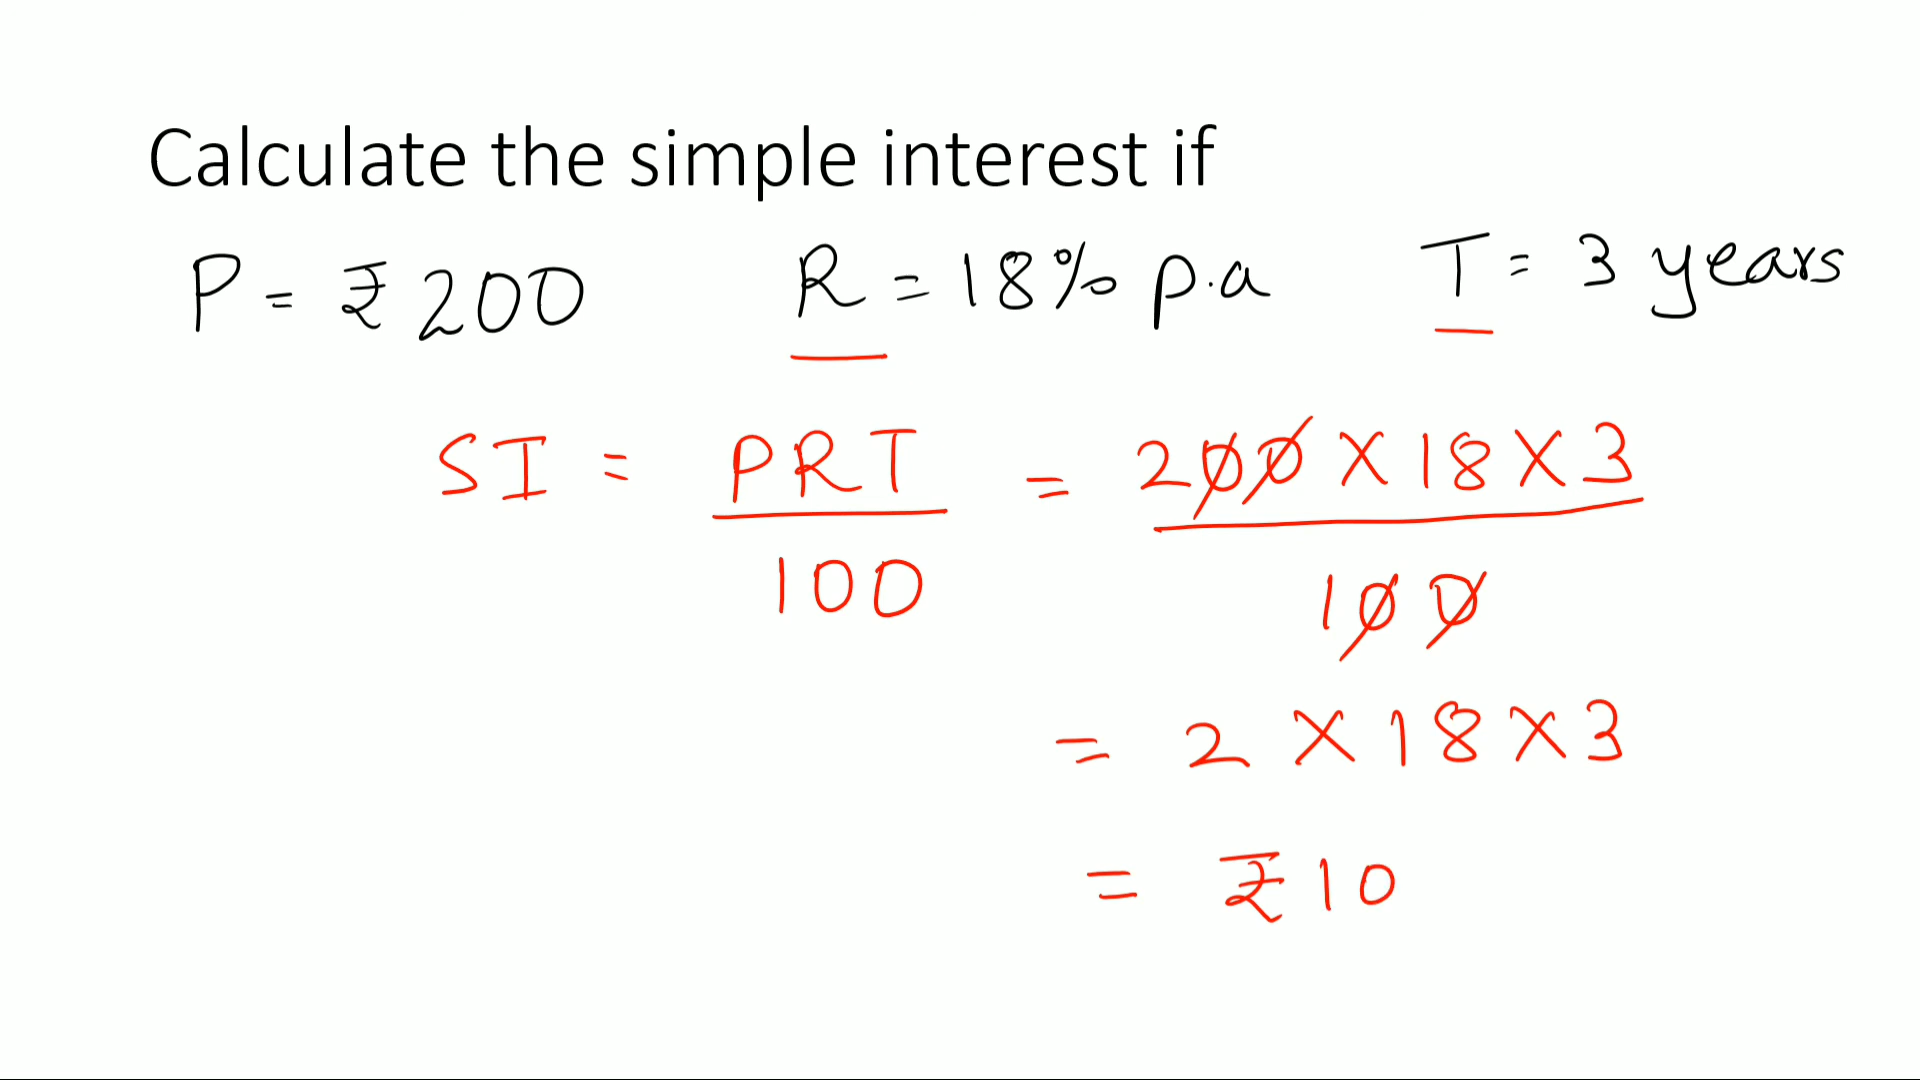 Calculate the simple interest if
P = ₹200 R = 18% p.a T = 3 years
SI = PRT = 200 X 18 X 3
100 100
= 2 X 18 X 3
= ₹10